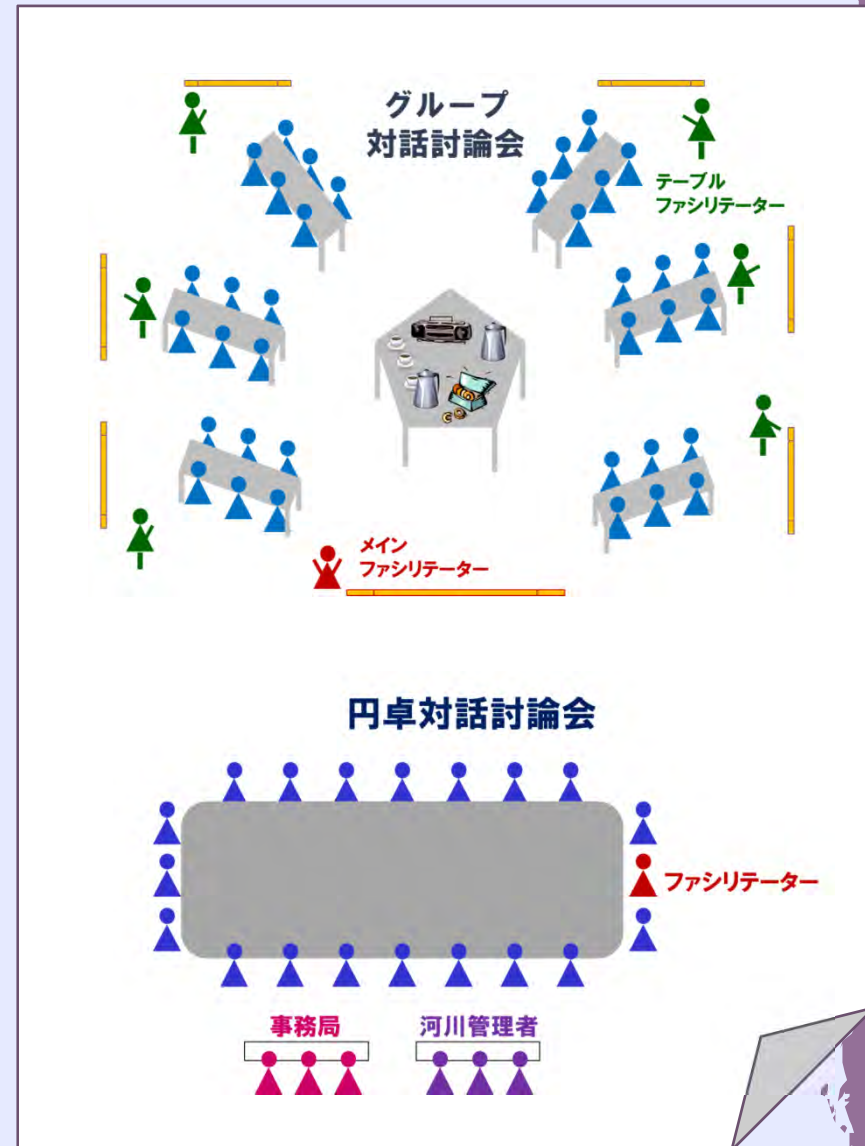 グループ
対話討論会
テーブル
ファシリテーター
メイン
ファシリテーター
円卓対話討論会
ファシリテーター
事務局
河川管理者